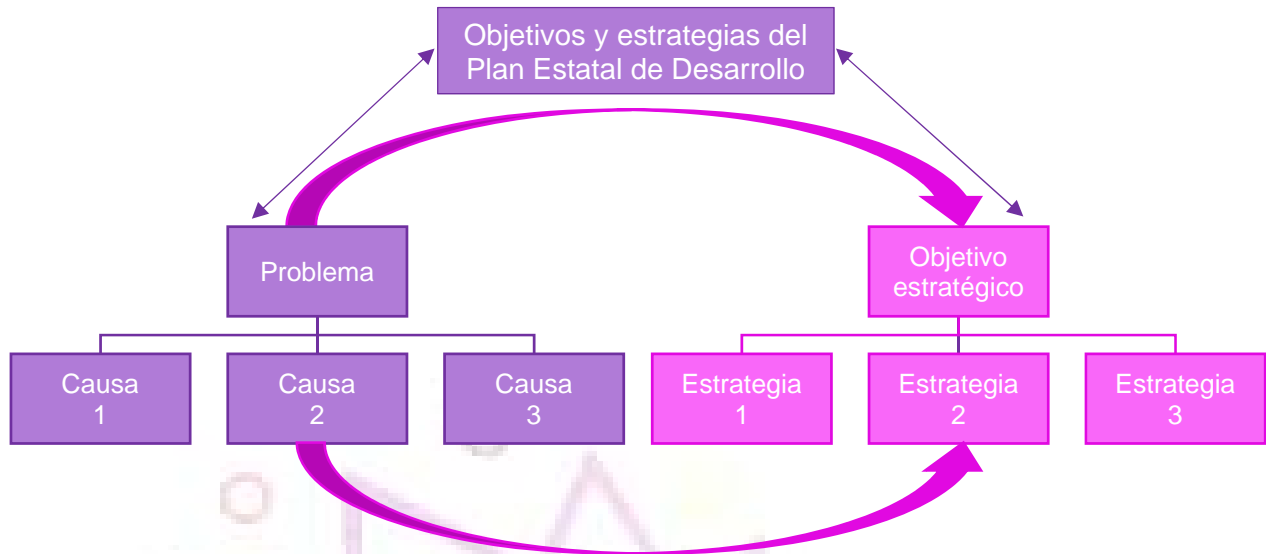 Objetivos y estrategias del
Plan Estatal de Desarrollo
Problema
Objetivo
estratégico
Causa
1
Causa
2
Causa
3
Estrategia
1
Estrategia
2
Estrategia
3